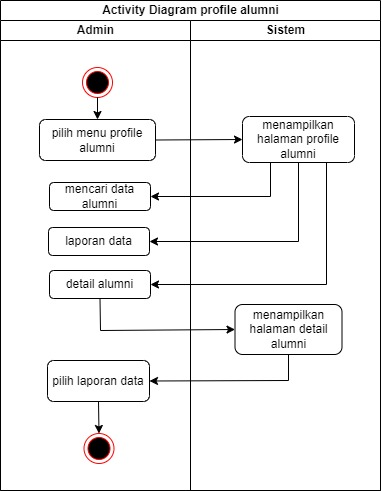 Activity Diagram profile alumni
Admin
Sistem
pilih menu profile
alumni
menampilkan
halaman profile
alumni
mencari data
alumni
laporan data
detail alumni
menampilkan
halaman detail
alumni
pilih laporan data